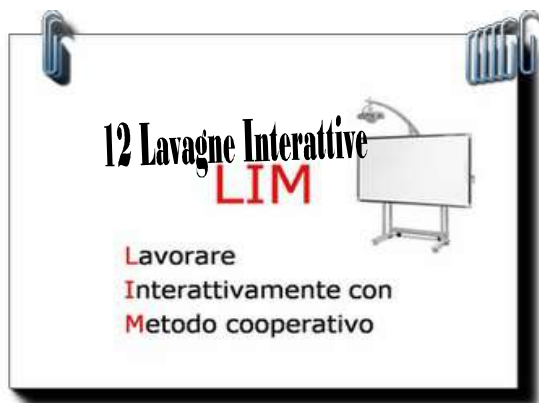 12 Lavagne Interattive
LIM
Lavorare
Interattivamente con
Metodo cooperativo